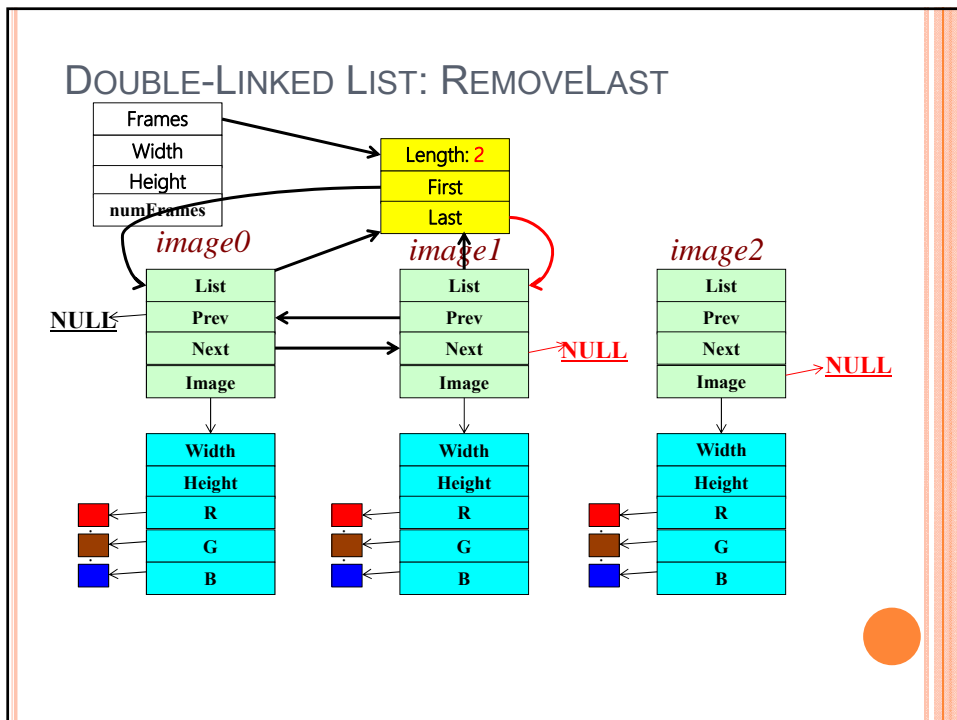 DOUBLE-LINKED LIST: REMOVELAST
Frames
Width
Height
numFrames
Length: 2
First
Last
image0
image1
image2
List
Prev
Next
Image
NULL
List
Prev
Next
Image
NULL
List
Prev
Next
Image
NULL
Width
Height
R
G
B
Width
Height
R
G
B
Width
Height
R
G
B